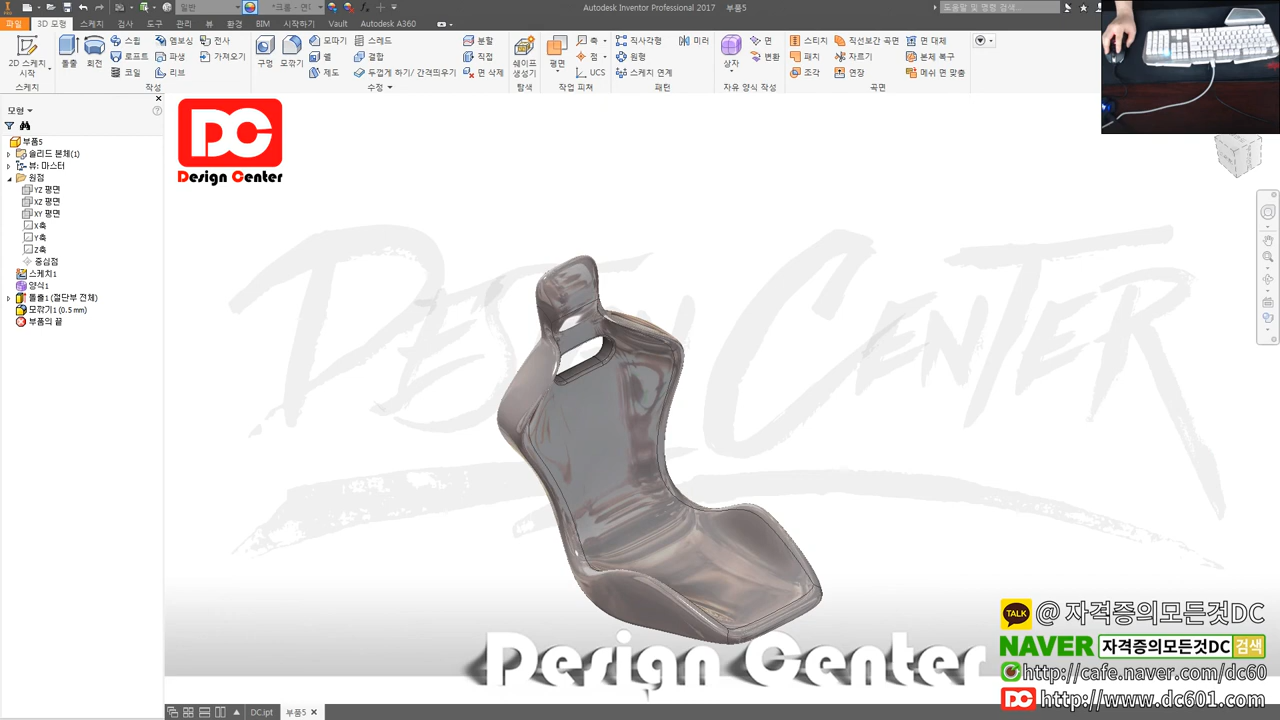 일반
*크롬 - 면
Autodesk Inventor Professional 2017 부품5
도움말 및 명령 검색...
파일 3D 모형 스케치 검사 도구 관리 뷰 환경 BIM 시작하기 Vault Autodesk A360
2D 스케치 시작
돌출 회전
스윕 엠보싱 전사
로프트 파생 가져오기
코일 리브
구멍 모깎기
모따기 스레드 분할
쉘 결합 직접
제도 두껍게 하기/ 간격띄우기
쉐이프 생성기
평면
축
점
UCS
직사각형 미러
원형
스케치 연계
상자
면
변환
스티치 직선보간 곡면 면 대체
패치 자르기 본체 복구
조각 연장 메쉬 면 맞춤
스케치 작성 수정 탐색 작업 피쳐 패턴 자유 양식 작성 곡면
모형
부품5
솔리드 본체(1)
뷰: 마스터
원점
YZ 평면
XZ 평면
XY 평면
X축
Y축
Z축
중심점
스케치1
양식1
돌출1 (절단부 전체)
모깎기1 (0.5 mm)
부품의 끝
DC
Design Center
DESIGN CENTER
Design Center
TALK @ 자격증의모든것DC
NAVER 자격증의모든것DC 검색
http://cafe.naver.com/dc60
DC http://www.dc601.com
DC.ipt 부품5